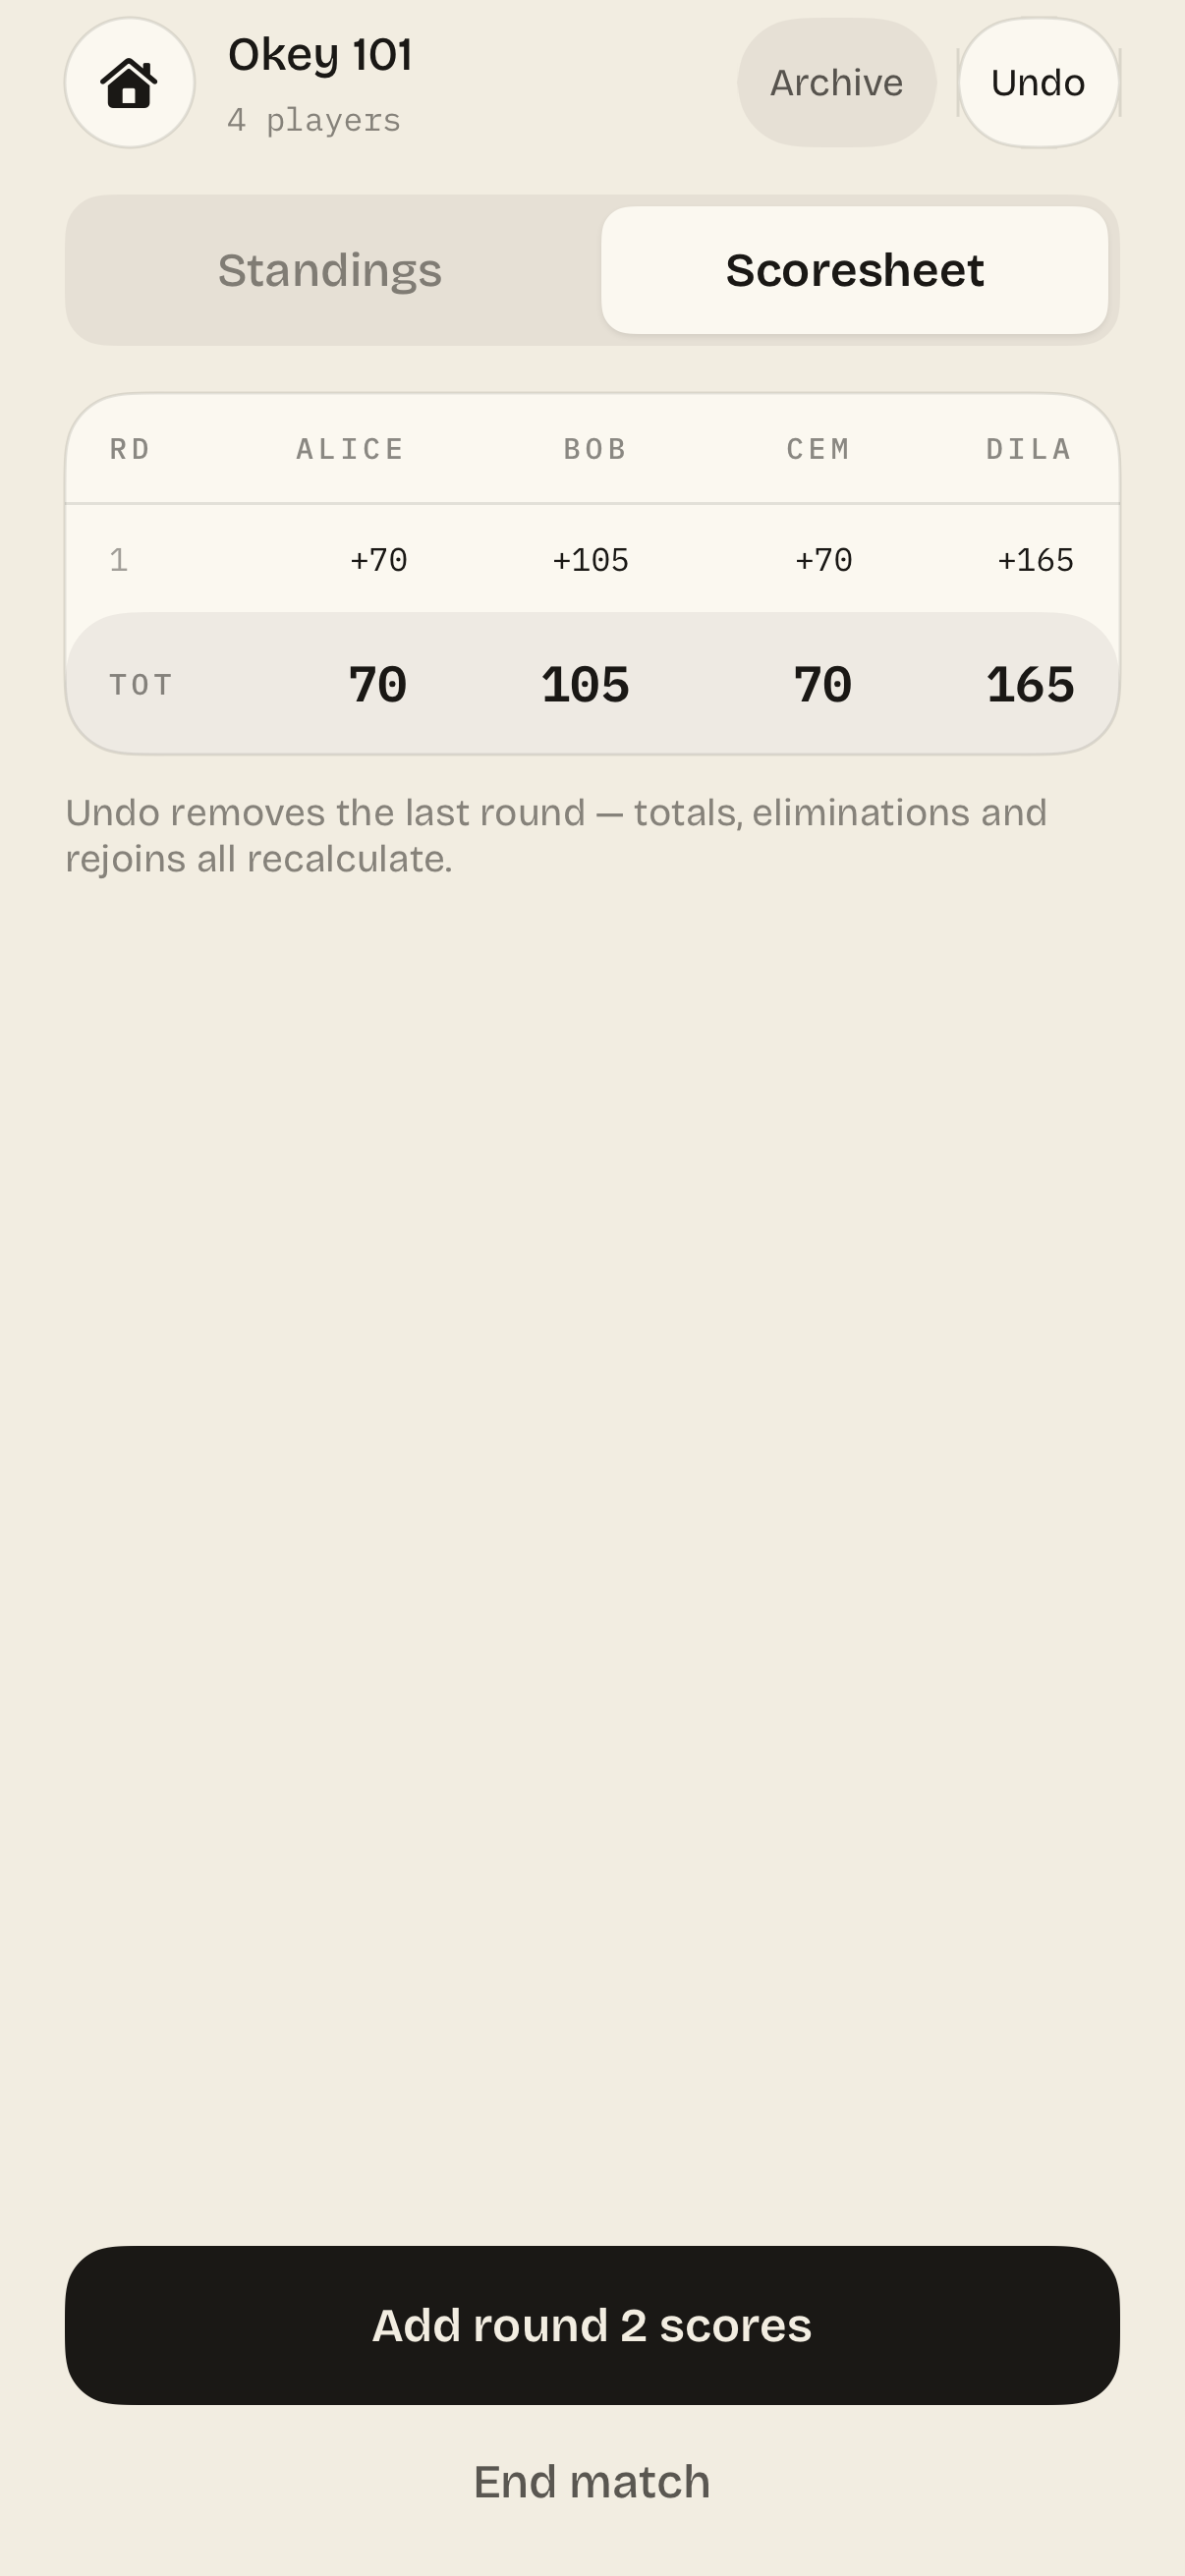 Okey 101
4 players
Archive
Undo
Standings
Scoresheet
RD ALICE BOB CEM DILA
1 +70 +105 +70 +165
TOT 70 105 70 165
Undo removes the last round — totals, eliminations and
rejoins all recalculate.
Add round 2 scores
End match